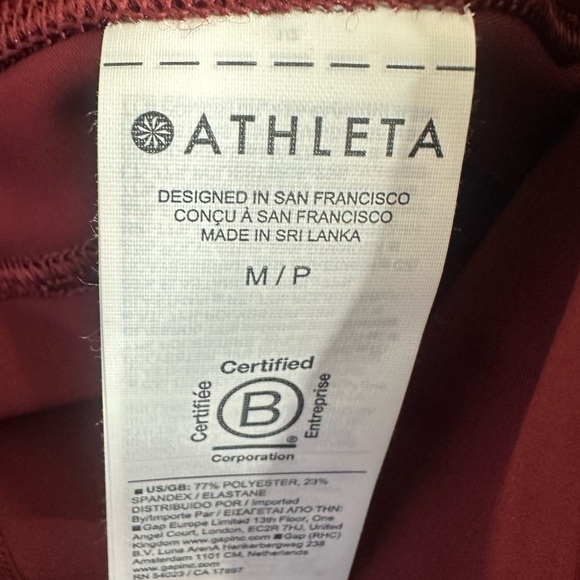 ATHLETA
DESIGNED IN SAN FRANCISCO
CONÇU À SAN FRANCISCO
MADE IN SRI LANKA
M / P
Certified
Certifiée
B
Entreprise
®
Corporation
■ US/GB: 77% POLYESTER, 23%
SPANDEX / ELASTANE
DISTRIBUIDO POR / Imported
By/Importe Par / ΕΙΣΑΓΕΤΑΙ ΑΠΟ ΤΗΝ:
■ Gap Europe Limited 13th Floor, One
Angel Court, London, EC2R 7HJ, United
Kingdom www.gapinc.com ■ Gap (RHC)
B.V. Luna ArenA Herikerbergweg 238
Amsterdam 1101 CM, Netherlands
www.gapinc.com
RN 54023 / CA 17897